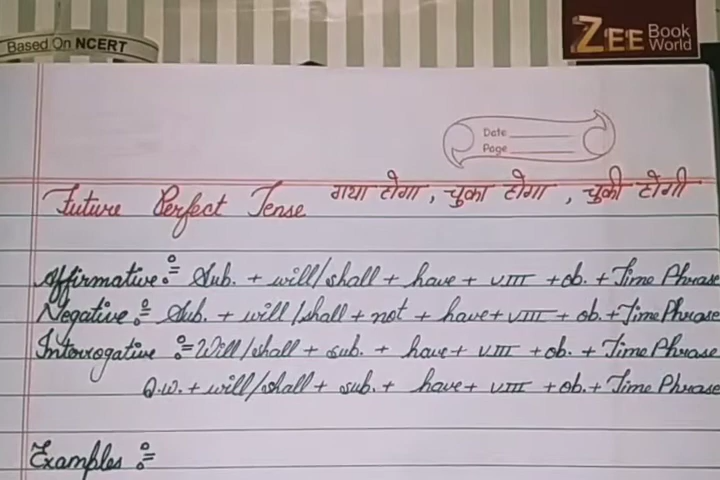 Based On NCERT
ZEE Book World
Date
Page
Future Perfect Tense गया होगा, चुका होगा, चुकी होगी
Affirmative:= Sub. + will/shall + have + VIII + ob. + Time Phrase
Negative:= Sub. + will/shall + not + have + VIII + ob. + Time Phrase
Interrogative:= Will/shall + sub. + have + VIII + ob. + Time Phrase
Q.w. + will/shall + sub. + have + VIII + ob. + Time Phrase
Examples:=